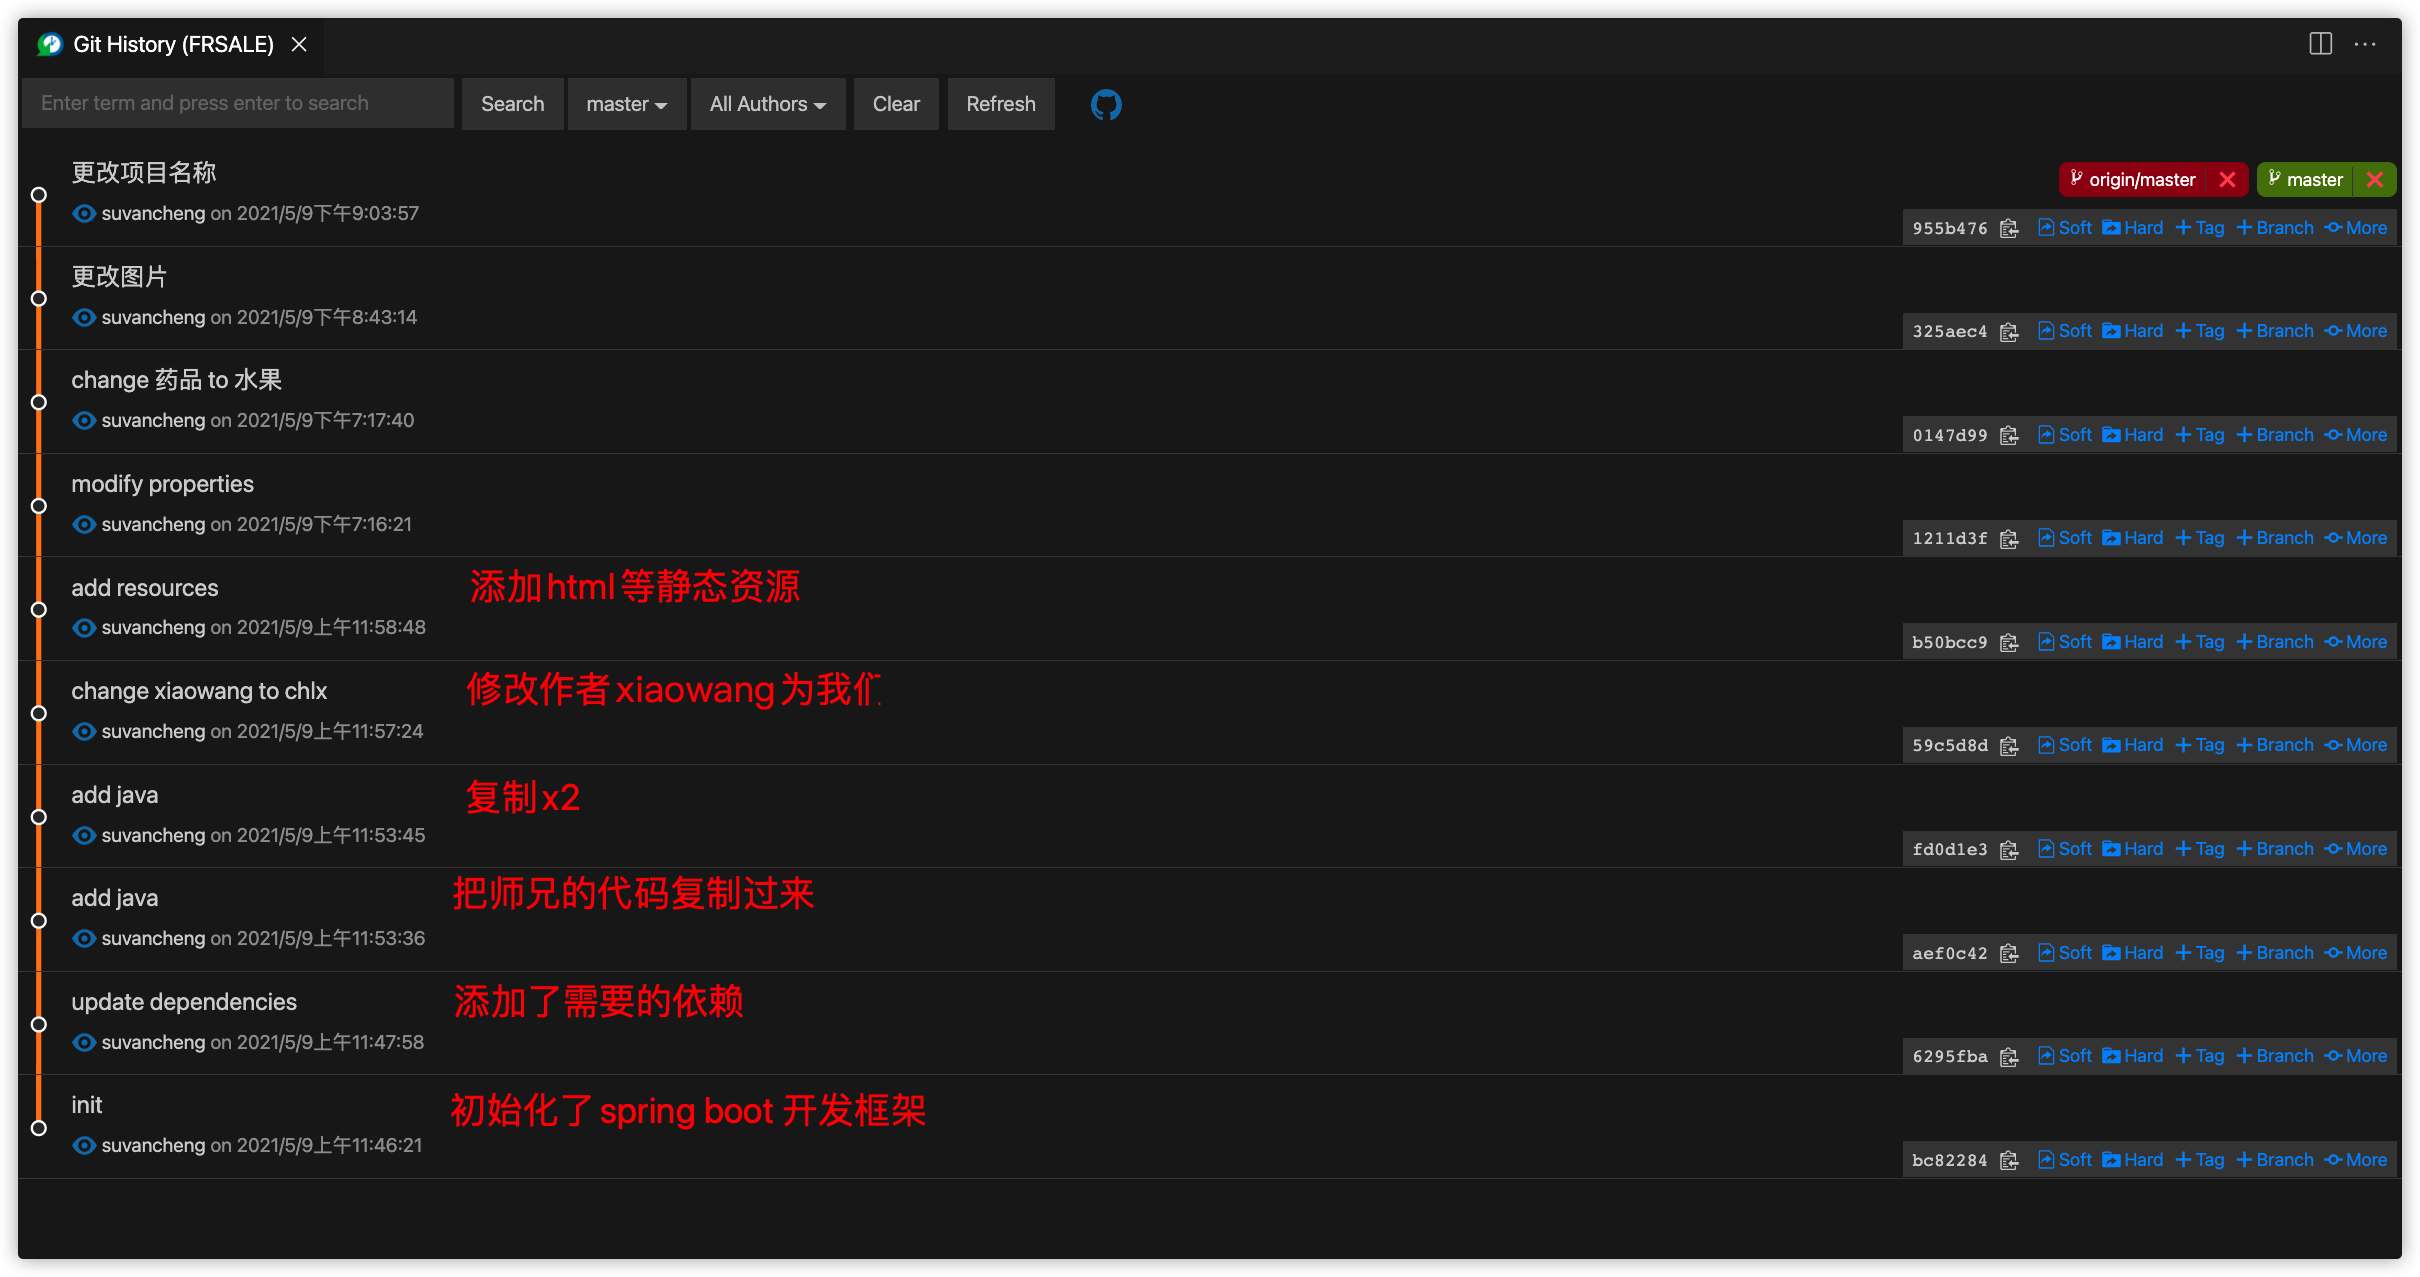 Git History (FRSALE)
Enter term and press enter to search
Search
master
All Authors
Clear
Refresh
更改项目名称
origin/master
master
suvancheng on 2021/5/9下午9:03:57
955b476 Soft Hard Tag Branch More
更改图片
suvancheng on 2021/5/9下午8:43:14
325aec4 Soft Hard Tag Branch More
change 药品 to 水果
suvancheng on 2021/5/9下午7:17:40
0147d99 Soft Hard Tag Branch More
modify properties
suvancheng on 2021/5/9下午7:16:21
1211d3f Soft Hard Tag Branch More
add resources
添加html等静态资源
suvancheng on 2021/5/9上午11:58:48
b50bcc9 Soft Hard Tag Branch More
change xiaowang to chlx
修改作者xiaowang为我们
suvancheng on 2021/5/9上午11:57:24
59c5d8d Soft Hard Tag Branch More
add java
复制x2
suvancheng on 2021/5/9上午11:53:45
fd0d1e3 Soft Hard Tag Branch More
add java
把师兄的代码复制过来
suvancheng on 2021/5/9上午11:53:36
aef0c42 Soft Hard Tag Branch More
update dependencies
添加了需要的依赖
suvancheng on 2021/5/9上午11:47:58
6295fba Soft Hard Tag Branch More
init
初始化了spring boot 开发框架
suvancheng on 2021/5/9上午11:46:21
bc82284 Soft Hard Tag Branch More